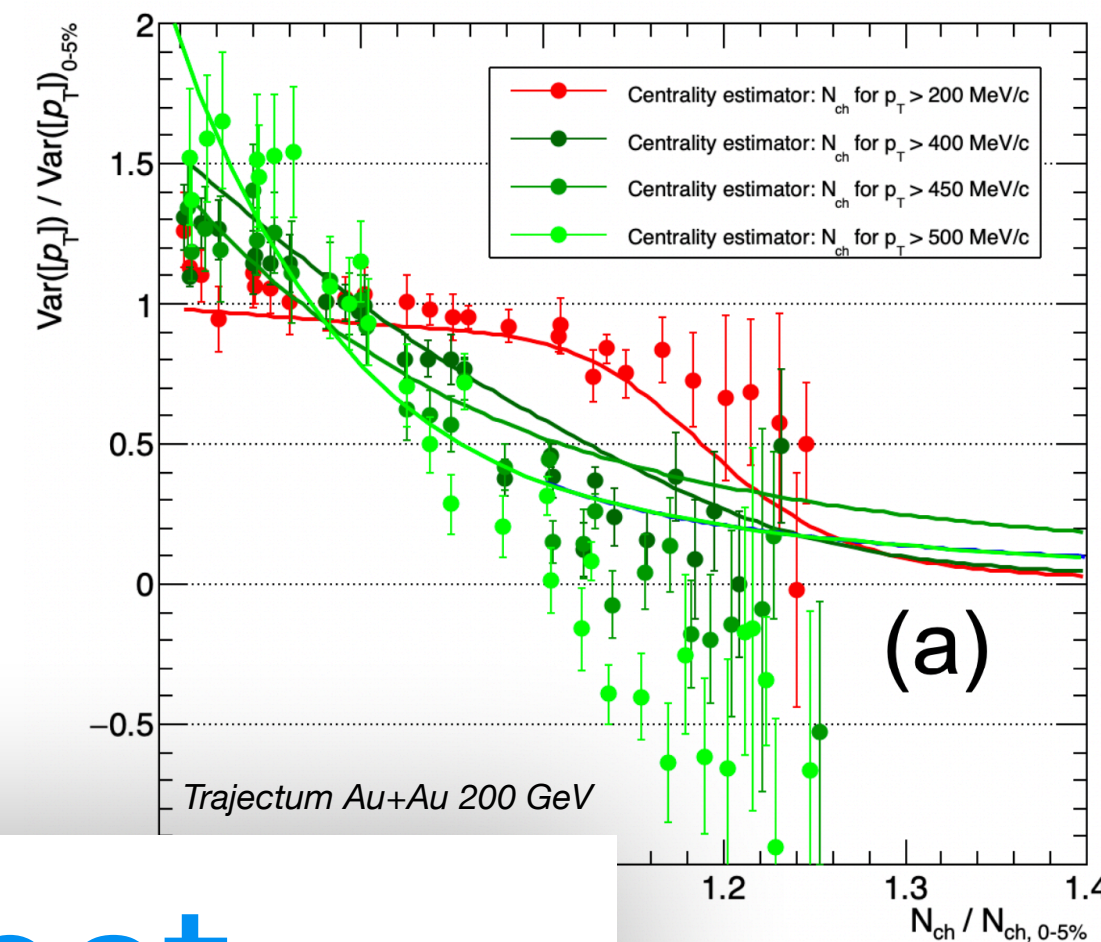 Var([p_T]) / Var([p_T])_0-5%
2
1.5
1
0.5
0
−0.5
Centrality estimator: N_ch for p_T > 200 MeV/c
Centrality estimator: N_ch for p_T > 400 MeV/c
Centrality estimator: N_ch for p_T > 450 MeV/c
Centrality estimator: N_ch for p_T > 500 MeV/c
(a)
Trajectum Au+Au 200 GeV
1.2
1.3
1.4
N_ch / N_ch, 0-5%